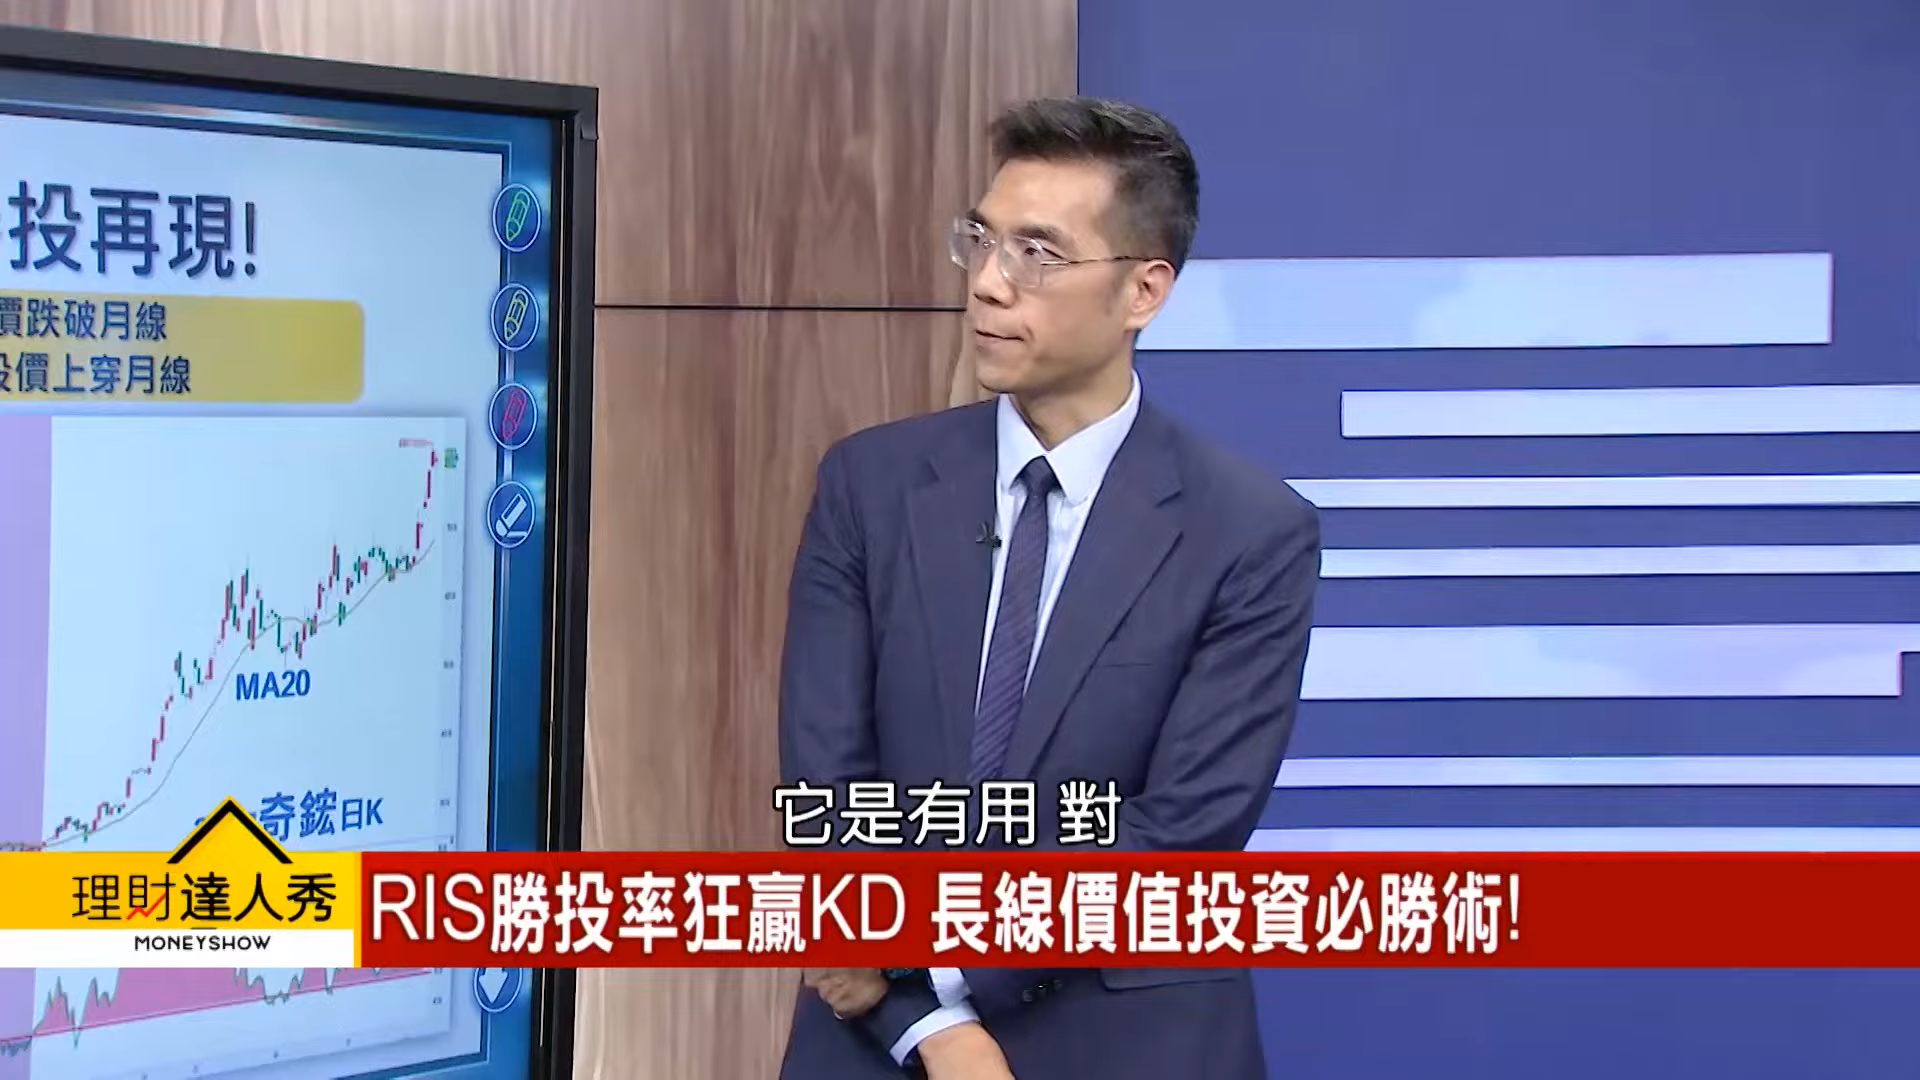 投再現!
價跌破月線
股價上穿月線
MA20
奇鋐日K
它是有用 對
理財達人秀
MONEYSHOW
RIS勝投率狂贏KD 長線價值投資必勝術!